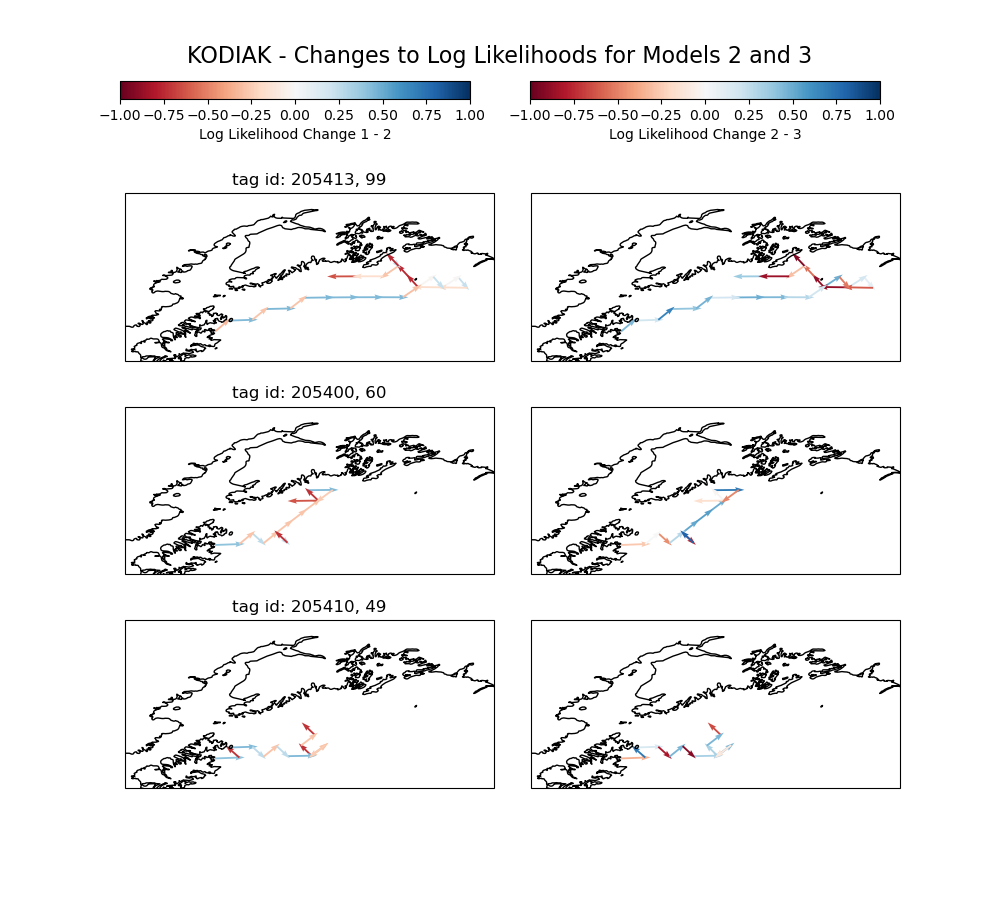 KODIAK - Changes to Log Likelihoods for Models 2 and 3
−1.00 −0.75 −0.50 −0.25 0.00 0.25 0.50 0.75 1.00
Log Likelihood Change 1 - 2
−1.00 −0.75 −0.50 −0.25 0.00 0.25 0.50 0.75 1.00
Log Likelihood Change 2 - 3
tag id: 205413, 99
tag id: 205400, 60
tag id: 205410, 49